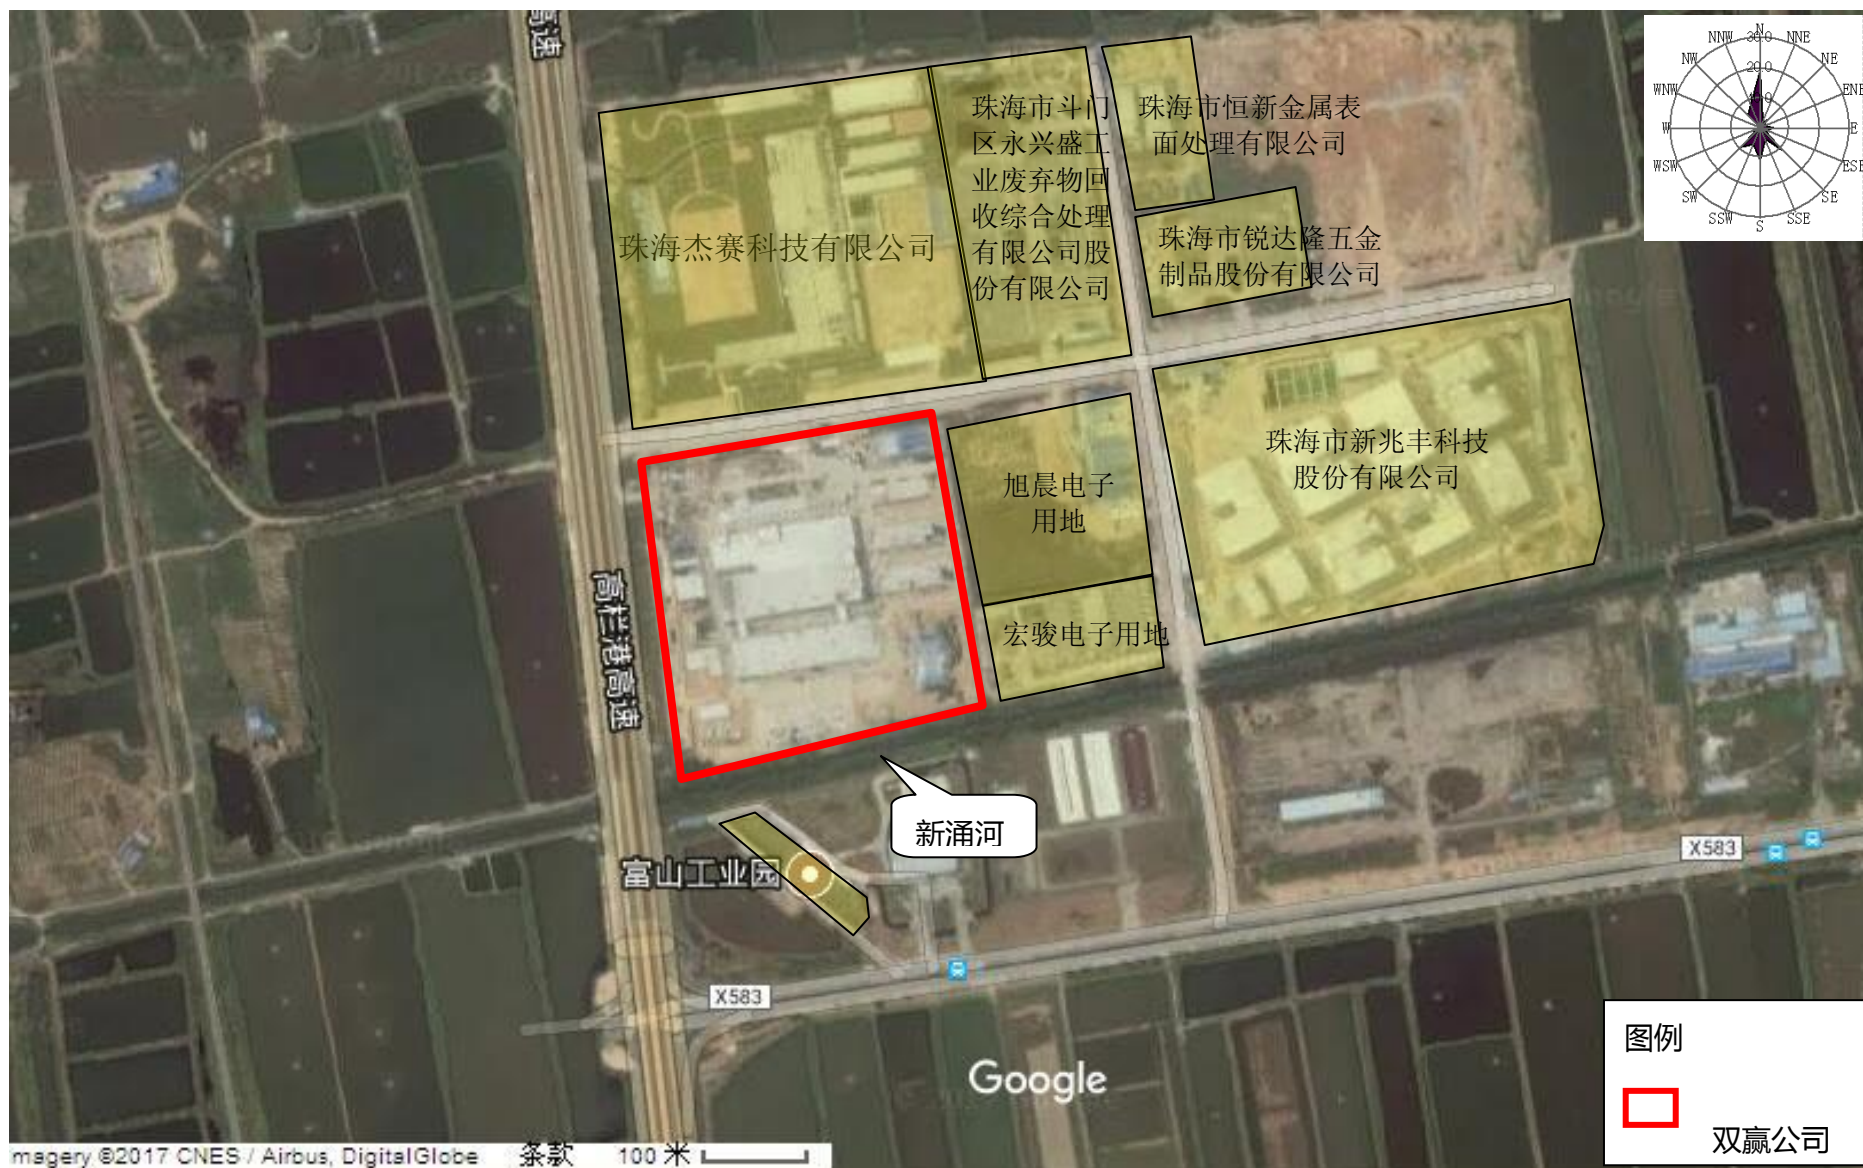 高速
N
NNW
30.0
NNE
NW
20.0
NE
WNW
ENE
W
E
WSW
ESE
SW
SE
SSW
SSE
S
珠海市斗门
区永兴盛工
业废弃物回
收综合处理
有限公司股
份有限公司
珠海市恒新金属表
面处理有限公司
珠海杰赛科技有限公司
珠海市锐达隆五金
制品股份有限公司
珠海市新兆丰科技
股份有限公司
旭晨电子
用地
宏骏电子用地
高栏港高速
新涌河
富山工业园
X583
X583
Google
图例
双赢公司
magery ©2017 CNES / Airbus, DigitalGlobe 条款 100 米